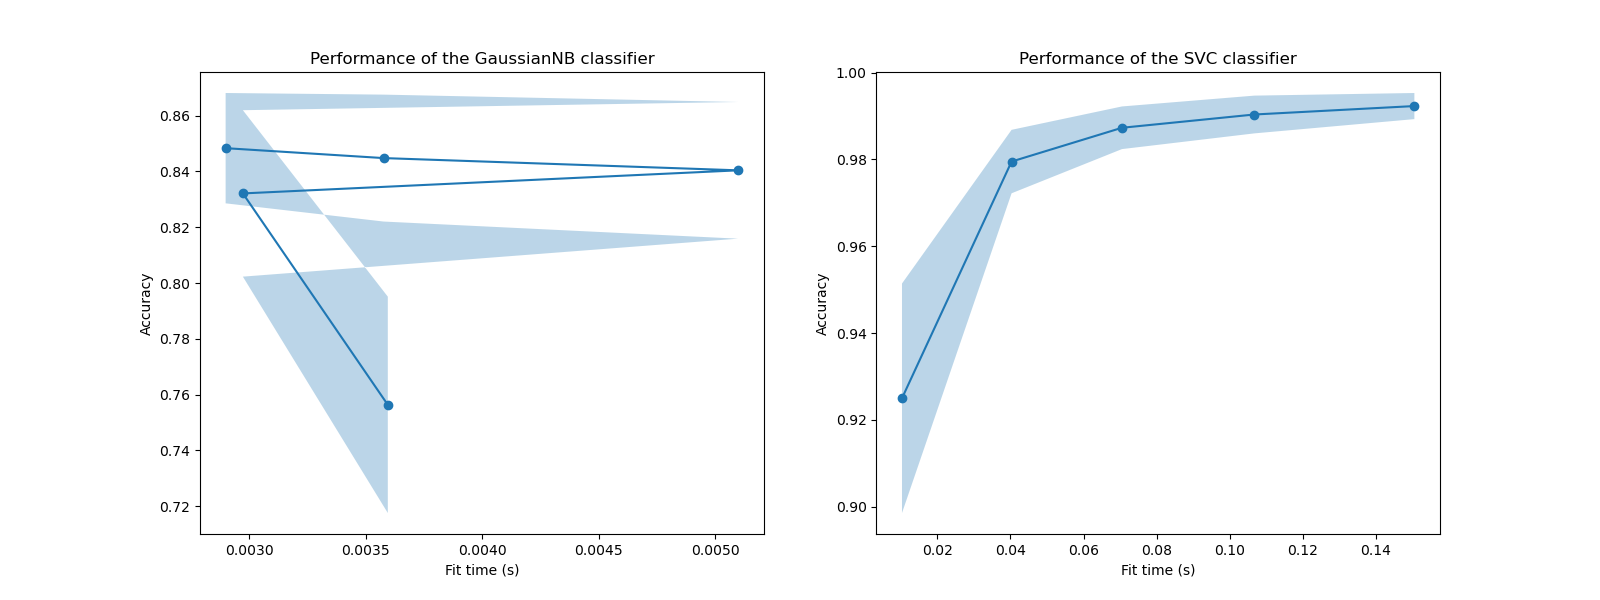 Performance of the GaussianNB classifier
0.86
0.84
0.82
0.80
0.78
0.76
0.74
0.72
Accuracy
0.0030 0.0035 0.0040 0.0045 0.0050
Fit time (s)
Performance of the SVC classifier
1.00
0.98
0.96
0.94
0.92
0.90
Accuracy
0.02 0.04 0.06 0.08 0.10 0.12 0.14
Fit time (s)